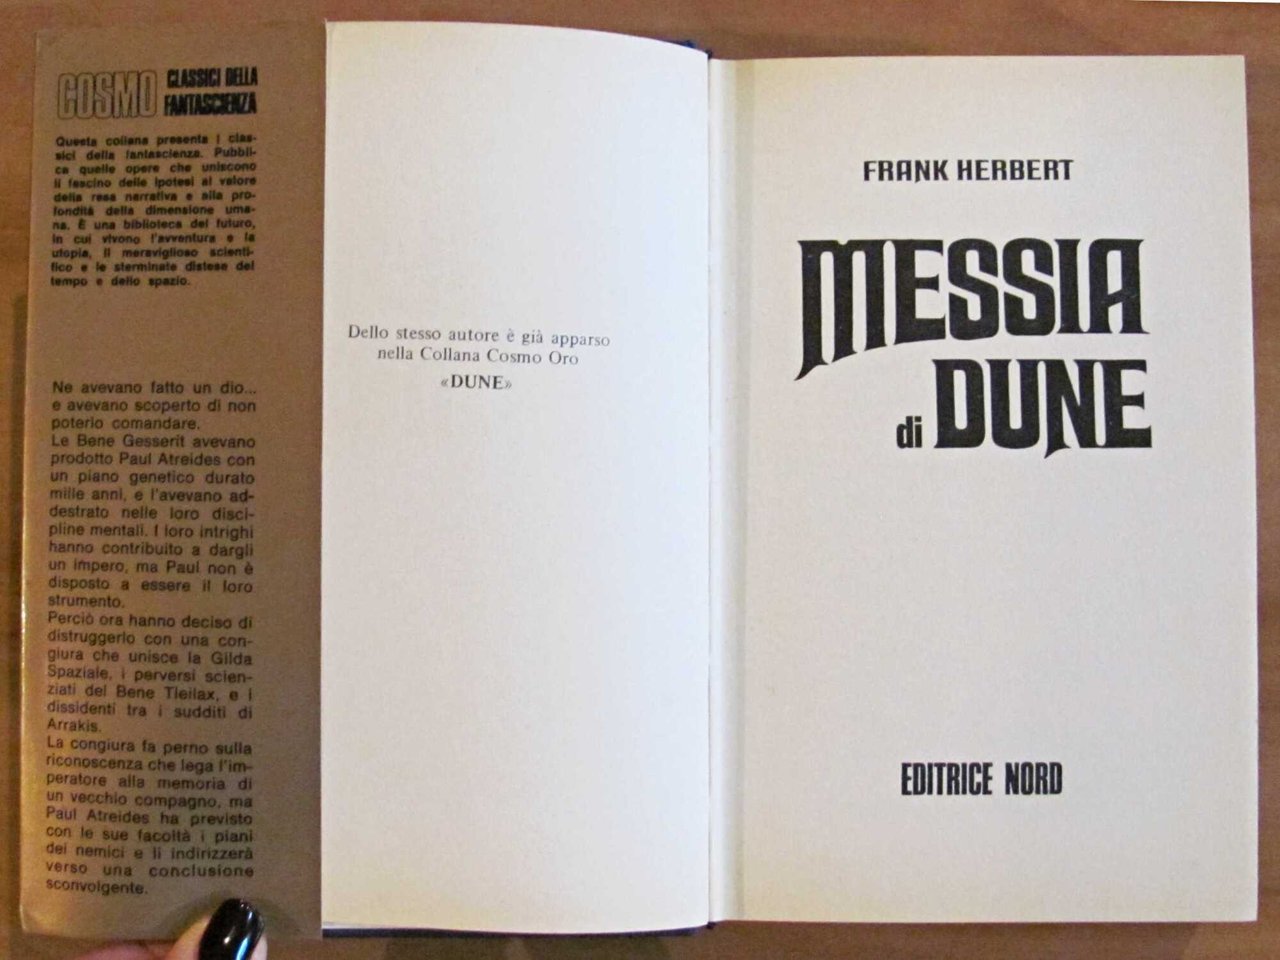 COSMO CLASSICI DELLA
FANTASCIENZA
Questa collana presenta i clas-
sici della fantascienza. Pubbli-
ca quelle opere che uniscono
il fascino delle ipotesi al valore
della resa narrativa e alla pro-
fondità della dimensione uma-
na. È una biblioteca del futuro,
in cui vivono l'avventura e la
utopia, il meraviglioso scienti-
fico e le sterminate distese del
tempo e dello spazio.
Ne avevano fatto un dio...
e avevano scoperto di non
poterlo comandare.
Le Bene Gesserit avevano
prodotto Paul Atreides con
un piano genetico durato
mille anni, e l'avevano ad-
destrato nelle loro disci-
pline mentali. I loro intrighi
hanno contribuito a dargli
un impero, ma Paul non è
disposto a essere il loro
strumento.
Perciò ora hanno deciso di
distruggerlo con una con-
giura che unisce la Gilda
Spaziale, i perversi scien-
ziati del Bene Tleilax, e i
dissidenti tra i sudditi di
Arrakis.
La congiura fa perno sulla
riconoscenza che lega l'im-
peratore alla memoria di
un vecchio compagno, ma
Paul Atreides ha previsto
con le sue facoltà i piani
dei nemici e li indirizzerà
verso una conclusione
sconvolgente.
Dello stesso autore è già apparso
nella Collana Cosmo Oro
«DUNE»
FRANK HERBERT
MESSIA
di DUNE
EDITRICE NORD